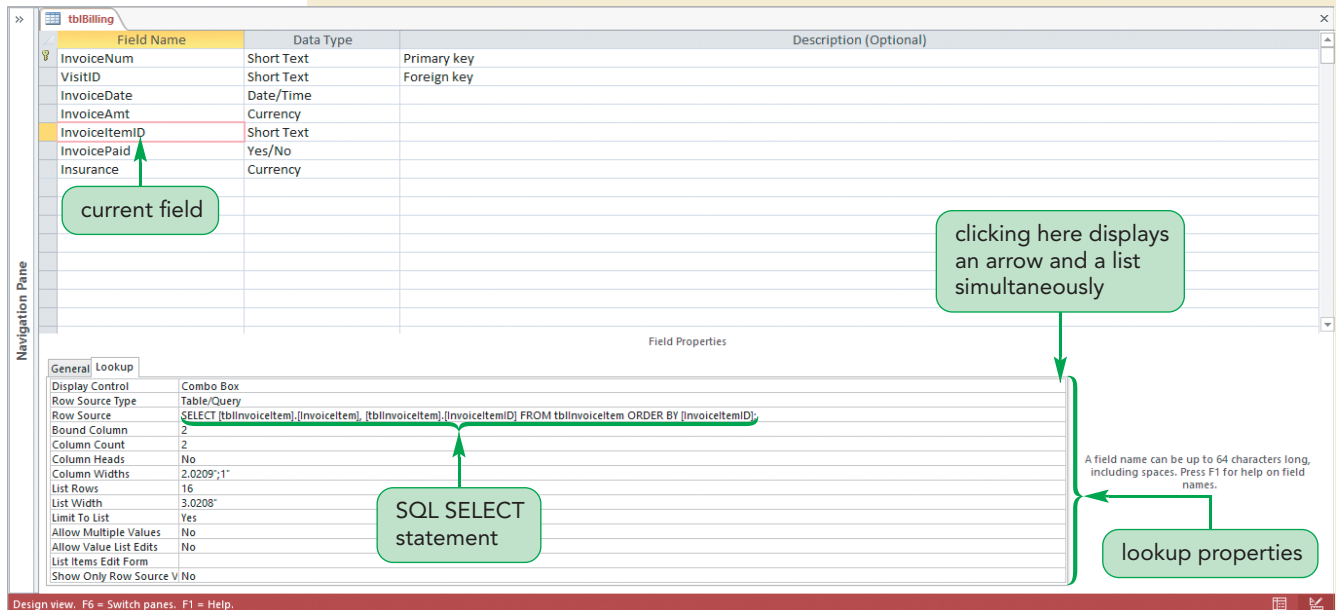 »
tblBilling
×
Field Name Data Type Description (Optional)
InvoiceNum Short Text Primary key
VisitID Short Text Foreign key
InvoiceDate Date/Time
InvoiceAmt Currency
InvoiceItemID Short Text
InvoicePaid Yes/No
Insurance Currency
current field
clicking here displays
an arrow and a list
simultaneously
Navigation Pane
Field Properties
General Lookup
Display Control Combo Box
Row Source Type Table/Query
Row Source SELECT [tblInvoiceItem].[InvoiceItem], [tblInvoiceItem].[InvoiceItemID] FROM tblInvoiceItem ORDER BY [InvoiceItemID];
Bound Column 2
Column Count 2
Column Heads No
Column Widths 2.0209";1"
List Rows 16
List Width 3.0208"
Limit To List Yes
Allow Multiple Values No
Allow Value List Edits No
List Items Edit Form
Show Only Row Source V No
SQL SELECT
statement
A field name can be up to 64 characters long,
including spaces. Press F1 for help on field
names.
lookup properties
Design view. F6 = Switch panes. F1 = Help.